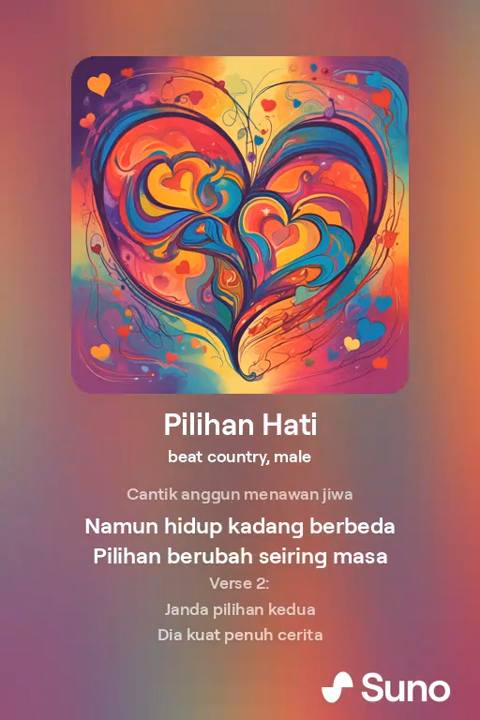 Pilihan Hati
beat country, male
Cantik anggun menawan jiwa
Namun hidup kadang berbeda
Pilihan berubah seiring masa
Verse 2:
Janda pilihan kedua
Dia kuat penuh cerita
Suno